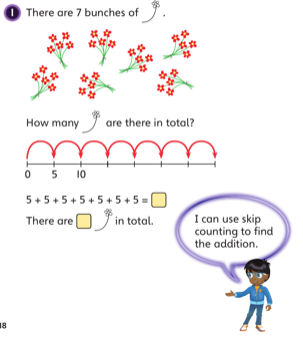 1 There are 7 bunches of .
How many are there in total?
0 5 10
5 + 5 + 5 + 5 + 5 + 5 + 5 =
There are in total.
I can use skip
counting to find
the addition.
18